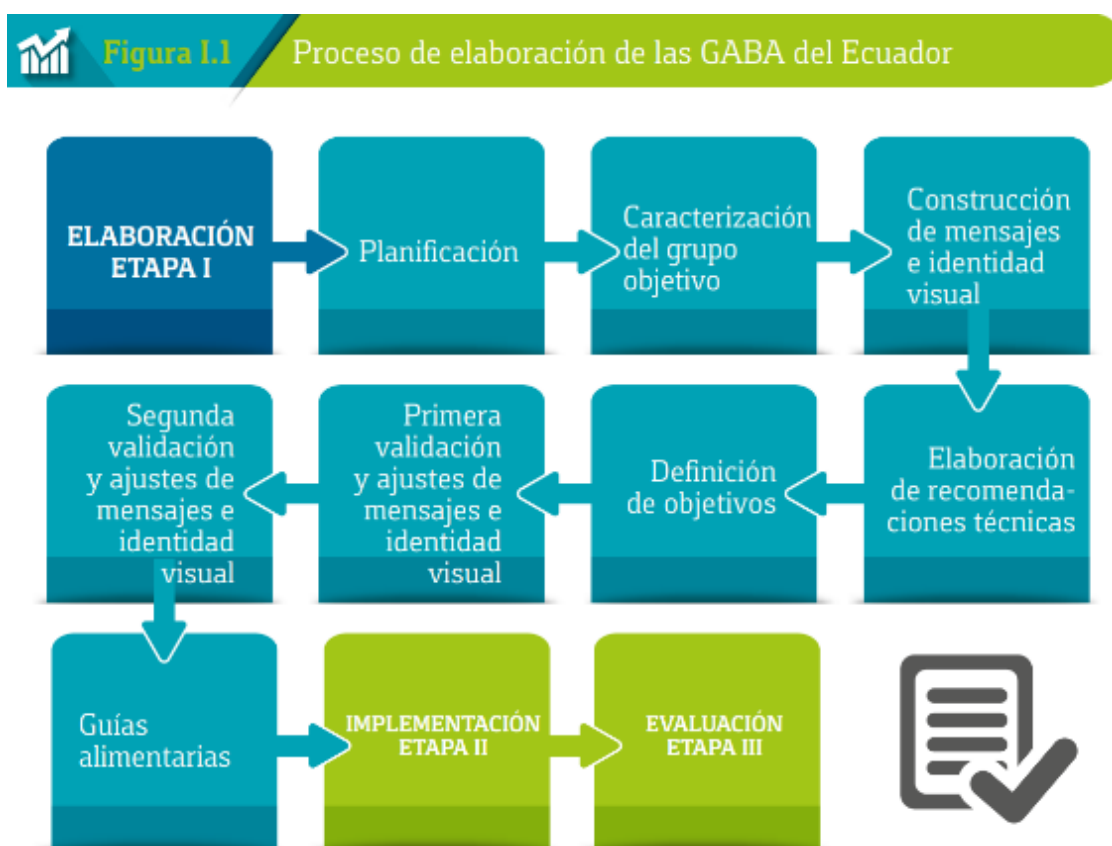 Figura I.1
Proceso de elaboración de las GABA del Ecuador
ELABORACIÓN
ETAPA I
Planificación
Caracterización
del grupo
objetivo
Construcción
de mensajes
e identidad
visual
Elaboración
de recomenda-
ciones técnicas
Definición
de objetivos
Primera
validación
y ajustes de
mensajes e
identidad
visual
Segunda
validación
y ajustes de
mensajes e
identidad
visual
Guías
alimentarias
IMPLEMENTACIÓN
ETAPA II
EVALUACIÓN
ETAPA III